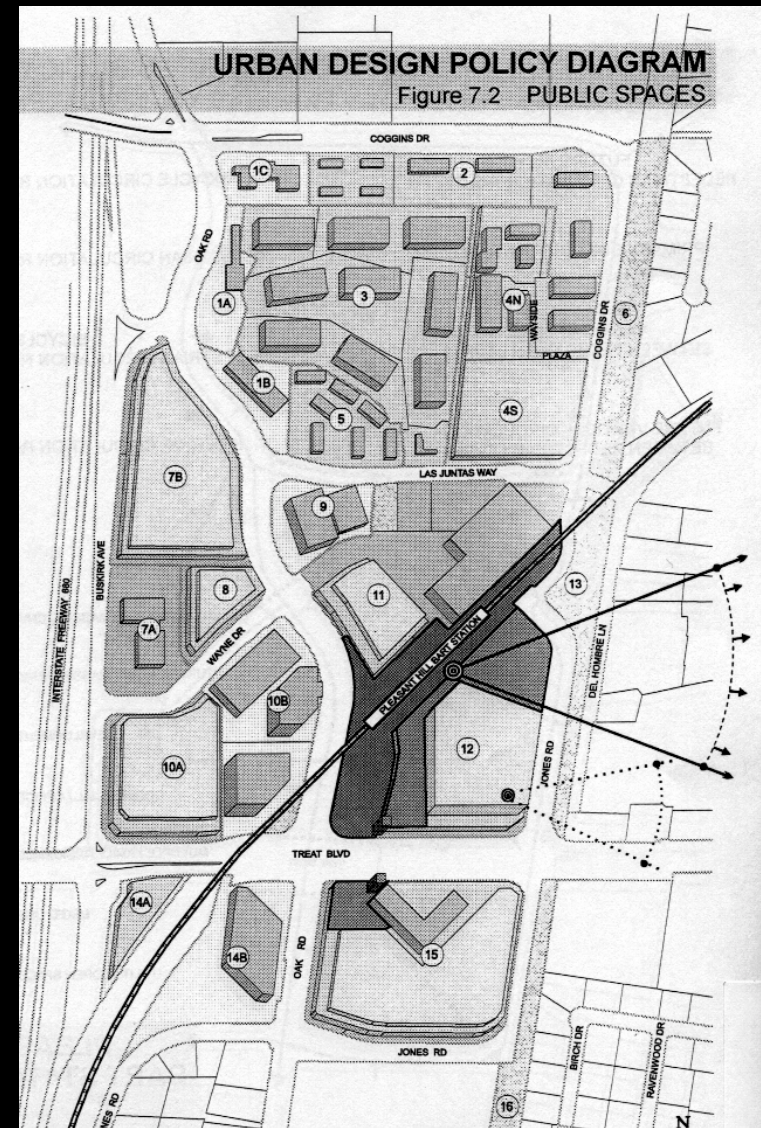 URBAN DESIGN POLICY DIAGRAM
Figure 7.2 PUBLIC SPACES
COGGINS DR
1C
2
OAK RD
1A
3
4N
WAYSIDE
PLAZA
COGGINS DR
6
1B
5
4S
LAS JUNTAS WAY
7B
9
BUSKIRK AVE
INTERSTATE FREEWAY 680
8
11
13
7A
WAYNE DR
PLEASANT HILL BART STATION
DEL HOMBRE LN
10B
10A
12
JONES RD
TREAT BLVD
14A
14B
OAK RD
15
JONES RD
BIRCH DR
RAVENWOOD DR
NES RD
16
N